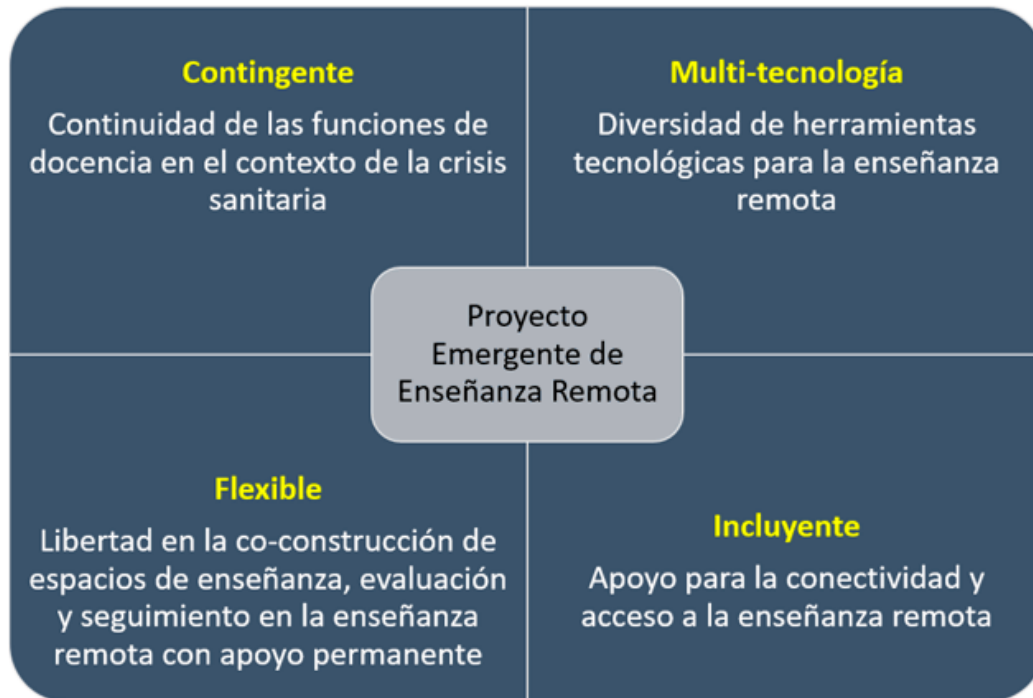 Contingente
Continuidad de las funciones de
docencia en el contexto de la crisis
sanitaria
Multi-tecnología
Diversidad de herramientas
tecnológicas para la enseñanza
remota
Proyecto
Emergente de
Enseñanza Remota
Flexible
Libertad en la co-construcción de
espacios de enseñanza, evaluación
y seguimiento en la enseñanza
remota con apoyo permanente
Incluyente
Apoyo para la conectividad y
acceso a la enseñanza remota